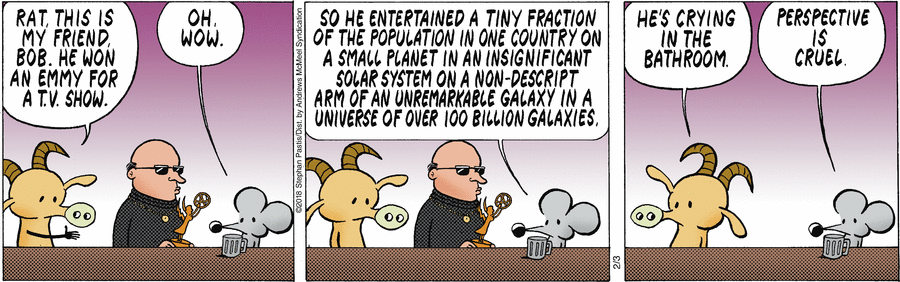 RAT, THIS IS
MY FRIEND,
BOB. HE WON
AN EMMY FOR
A T.V. SHOW.
OH,
WOW.
©2018 Stephan Pastis/Dist. by Andrews McMeel Syndication
SO HE ENTERTAINED A TINY FRACTION
OF THE POPULATION IN ONE COUNTRY ON
A SMALL PLANET IN AN INSIGNIFICANT
SOLAR SYSTEM ON A NON-DESCRIPT
ARM OF AN UNREMARKABLE GALAXY IN A
UNIVERSE OF OVER 100 BILLION GALAXIES.
2/3
HE'S CRYING
IN THE
BATHROOM.
PERSPECTIVE
IS
CRUEL.